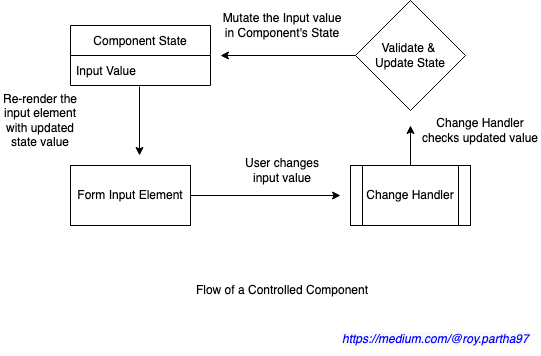 Mutate the Input value
in Component's State
Component State
Input Value
Validate &
Update State
Re-render the
input element
with updated
state value
Change Handler
checks updated value
User changes
input value
Form Input Element
Change Handler
Flow of a Controlled Component
https://medium.com/@roy.partha97